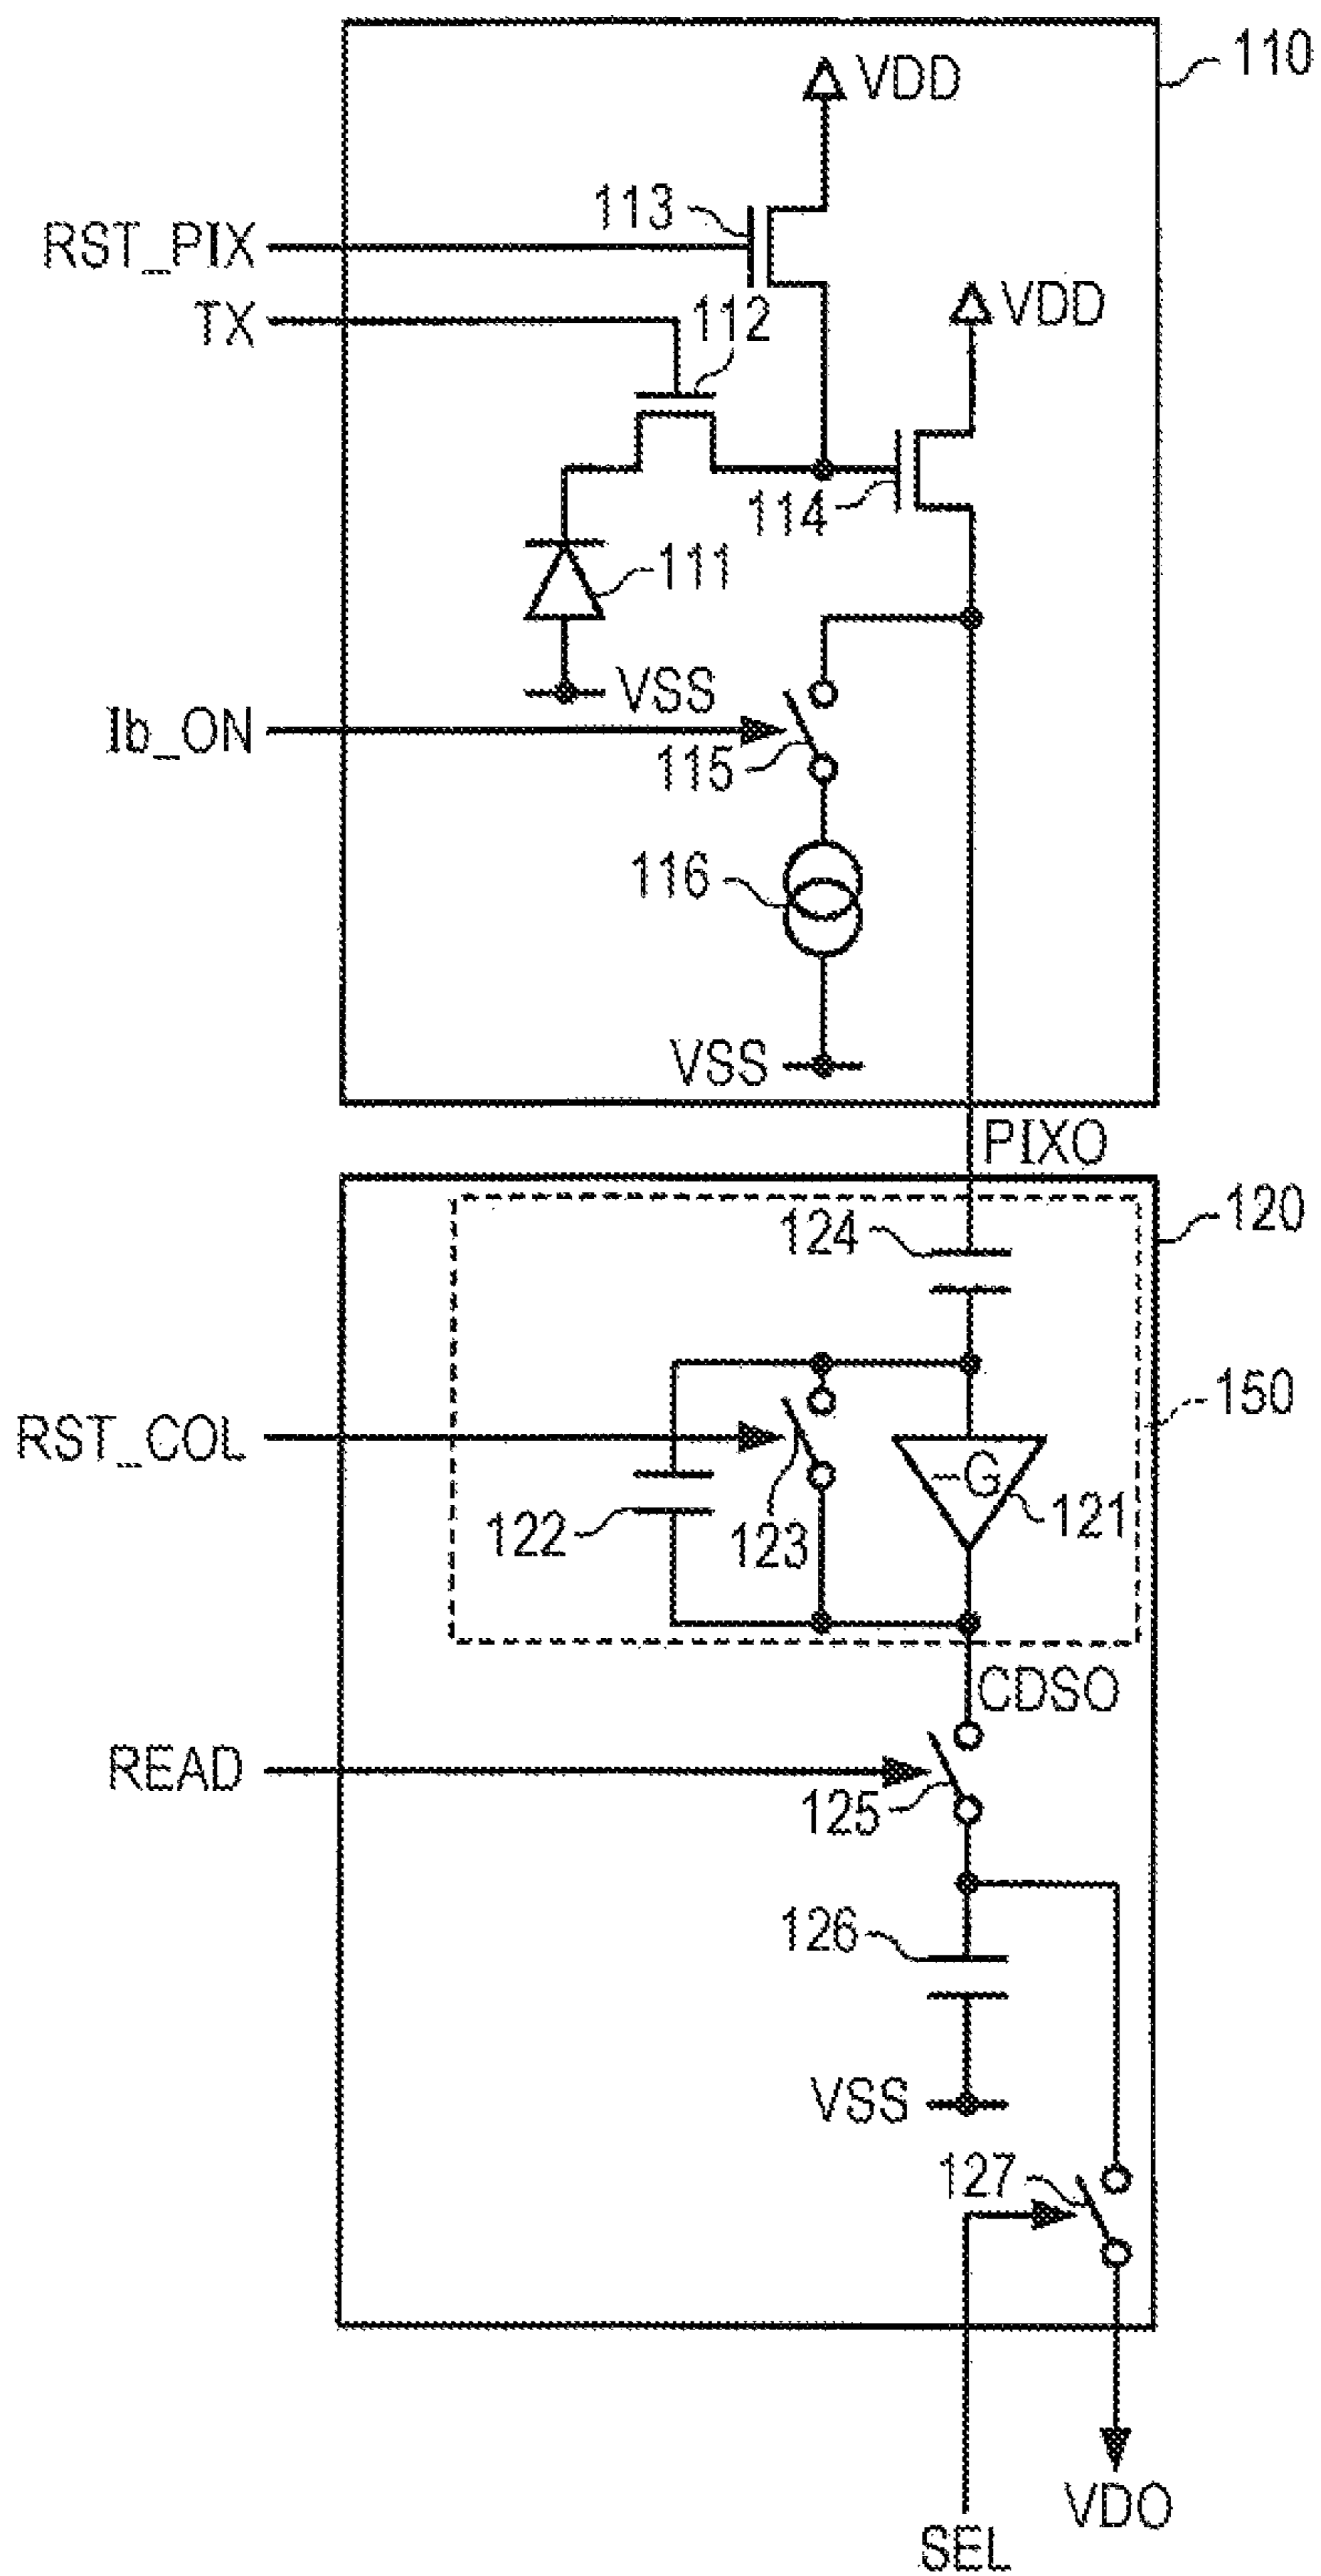 110
VDD
113
RST_PIX
TX
112
VDD
114
111
VSS
Ib_ON
115
116
VSS
PIXO
124
120
150
RST_COL
-G
121
122
123
CDSO
READ
125
126
VSS
127
VDO
SEL